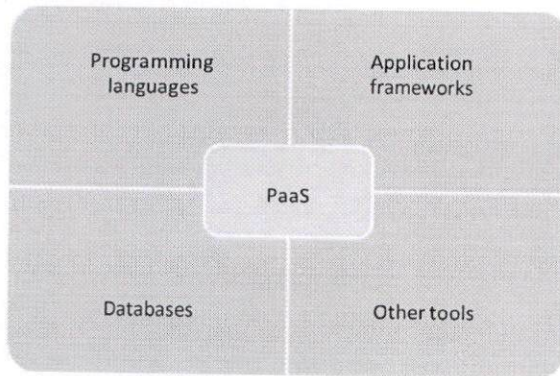 Programming
languages
Application
frameworks
PaaS
Databases
Other tools